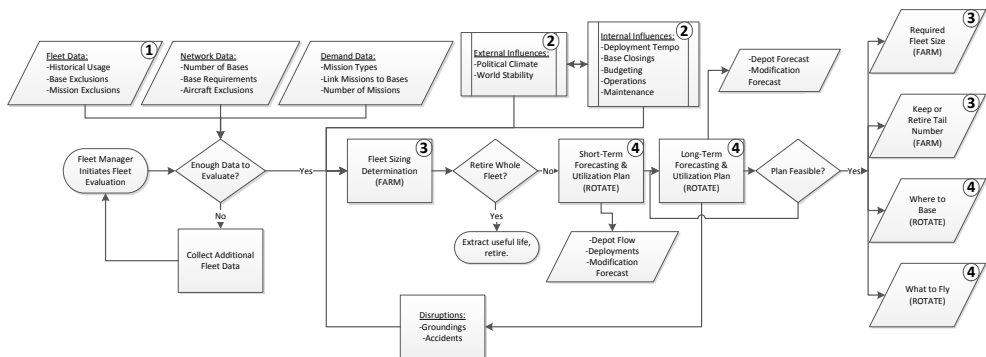 Fleet Data:
-Historical Usage
-Base Exclusions
-Mission Exclusions
1
Network Data:
-Number of Bases
-Base Requirements
-Aircraft Exclusions
Demand Data:
-Mission Types
-Link Missions to Bases
-Number of Missions
External Influences:
-Political Climate
-World Stability
2
Internal Influences:
-Deployment Tempo
-Base Closings
-Budgeting
-Operations
-Maintenance
2
-Depot Forecast
-Modification
Forecast
Required
Fleet Size
(FARM)
3
Fleet Manager
Initiates Fleet
Evaluation
Enough Data to
Evaluate?
Yes
No
Collect Additional
Fleet Data
Fleet Sizing
Determination
(FARM)
3
Retire Whole
Fleet?
No
Yes
Extract useful life,
retire.
Short-Term
Forecasting &
Utilization Plan
(ROTATE)
4
-Depot Flow
-Deployments
-Modification
Forecast
Long-Term
Forecasting &
Utilization Plan
(ROTATE)
4
Plan Feasible?
Yes
Keep or
Retire Tail
Number
(FARM)
3
Where to
Base
(ROTATE)
4
What to Fly
(ROTATE)
4
Disruptions:
-Groundings
-Accidents